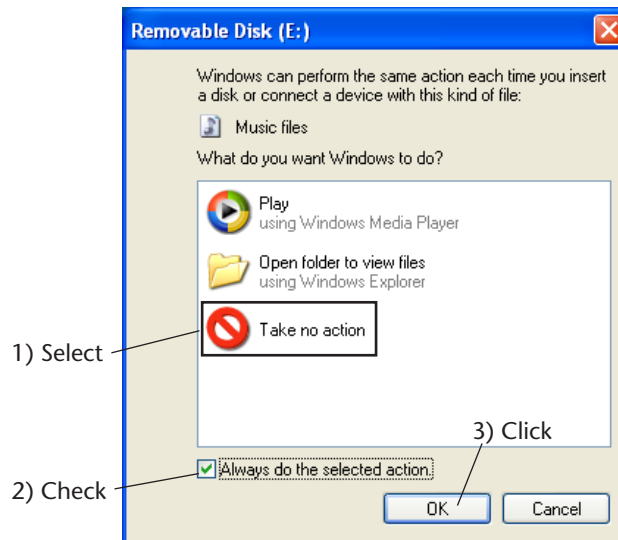 Removable Disk (E:)
Windows can perform the same action each time you insert
a disk or connect a device with this kind of file:
Music files
What do you want Windows to do?
Play
using Windows Media Player
Open folder to view files
using Windows Explorer
Take no action
1) Select
3) Click
Always do the selected action.
2) Check
OK
Cancel